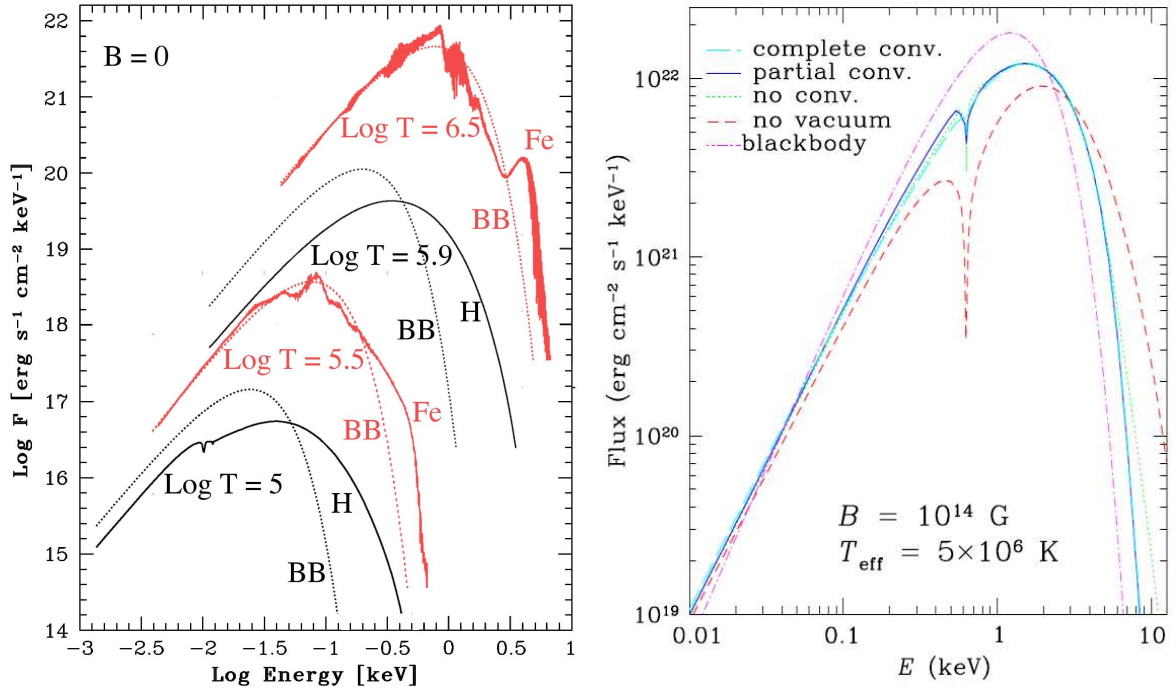 Log F [erg s⁻¹ cm⁻² keV⁻¹]
22
21
20
19
18
17
16
15
14
B = 0
Log T = 6.5
Fe
BB
Log T = 5.9
H
BB
Log T = 5.5
Fe
BB
Log T = 5
H
BB
−3 −2.5 −2 −1.5 −1 −0.5 0 0.5 1
Log Energy [keV]
Flux (erg cm⁻² s⁻¹ keV⁻¹)
10²²
10²¹
10²⁰
10¹⁹
complete conv.
partial conv.
no conv.
no vacuum
blackbody
B = 10¹⁴ G
T_eff = 5×10⁶ K
0.01 0.1 1 10
E (keV)